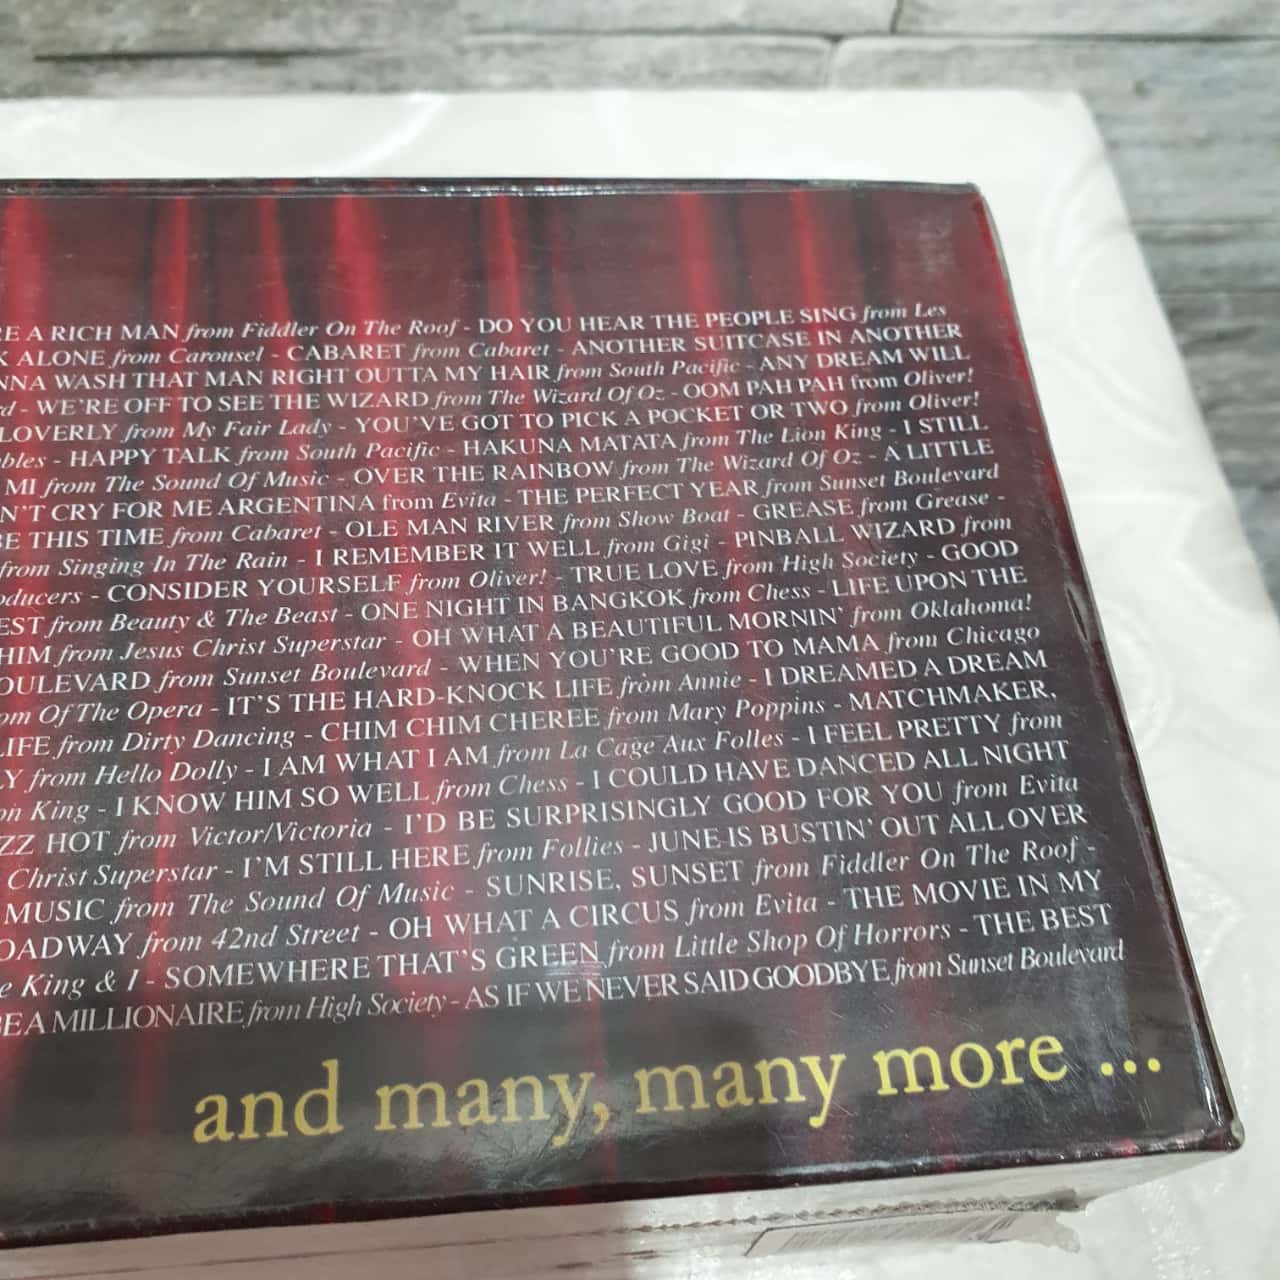 RE A RICH MAN from Fiddler On The Roof - DO YOU HEAR THE PEOPLE SING from Les
K ALONE from Carousel - CABARET from Cabaret - ANOTHER SUITCASE IN ANOTHER
NNA WASH THAT MAN RIGHT OUTTA MY HAIR from South Pacific - ANY DREAM WILL
rd - WE'RE OFF TO SEE THE WIZARD from The Wizard Of Oz - OOM PAH PAH from Oliver!
LOVERLY from My Fair Lady - YOU'VE GOT TO PICK A POCKET OR TWO from Oliver!
bles - HAPPY TALK from South Pacific - HAKUNA MATATA from The Lion King - I STILL
MI from The Sound Of Music - OVER THE RAINBOW from The Wizard Of Oz - A LITTLE
N'T CRY FOR ME ARGENTINA from Evita - THE PERFECT YEAR from Sunset Boulevard
BE THIS TIME from Cabaret - OLE MAN RIVER from Show Boat - GREASE from Grease -
from Singing In The Rain - I REMEMBER IT WELL from Gigi - PINBALL WIZARD from
oducers - CONSIDER YOURSELF from Oliver! - TRUE LOVE from High Society - GOOD
EST from Beauty & The Beast - ONE NIGHT IN BANGKOK from Chess - LIFE UPON THE
HIM from Jesus Christ Superstar - OH WHAT A BEAUTIFUL MORNIN' from Oklahoma!
OULEVARD from Sunset Boulevard - WHEN YOU'RE GOOD TO MAMA from Chicago
om Of The Opera - IT'S THE HARD-KNOCK LIFE from Annie - I DREAMED A DREAM
LIFE from Dirty Dancing - CHIM CHIM CHEREE from Mary Poppins - MATCHMAKER,
LY from Hello Dolly - I AM WHAT I AM from La Cage Aux Folles - I FEEL PRETTY from
on King - I KNOW HIM SO WELL from Chess - I COULD HAVE DANCED ALL NIGHT
ZZ HOT from Victor/Victoria - I'D BE SURPRISINGLY GOOD FOR YOU from Evita
Christ Superstar - I'M STILL HERE from Follies - JUNE IS BUSTIN' OUT ALL OVER
MUSIC from The Sound Of Music - SUNRISE, SUNSET from Fiddler On The Roof -
OADWAY from 42nd Street - OH WHAT A CIRCUS from Evita - THE MOVIE IN MY
e King & I - SOMEWHERE THAT'S GREEN from Little Shop Of Horrors - THE BEST
BE A MILLIONAIRE from High Society - AS IF WE NEVER SAID GOODBYE from Sunset Boulevard
and many, many more ...